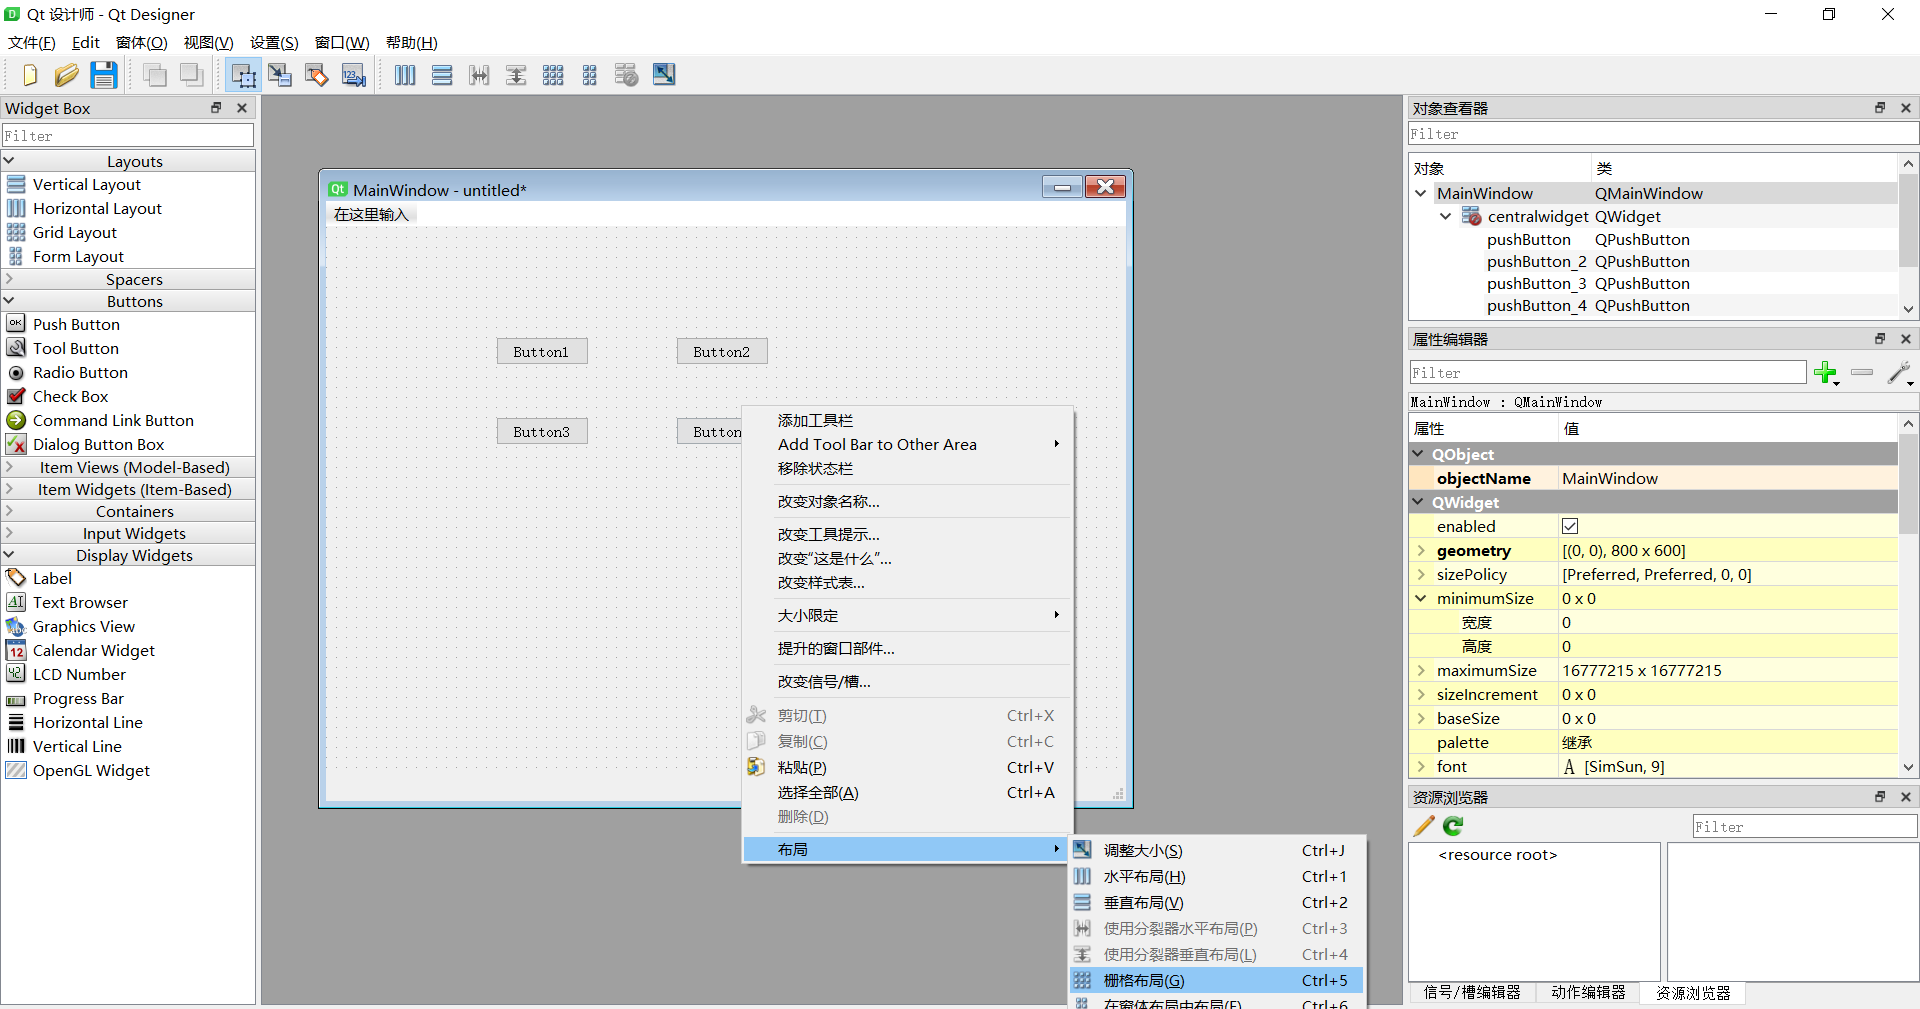 Qt 设计师 - Qt Designer
文件(F) Edit 窗体(O) 视图(V) 设置(S) 窗口(W) 帮助(H)
Widget Box
Filter
Layouts
Vertical Layout
Horizontal Layout
Grid Layout
Form Layout
Spacers
Buttons
Push Button
Tool Button
Radio Button
Check Box
Command Link Button
Dialog Button Box
Item Views (Model-Based)
Item Widgets (Item-Based)
Containers
Input Widgets
Display Widgets
Label
Text Browser
Graphics View
Calendar Widget
LCD Number
Progress Bar
Horizontal Line
Vertical Line
OpenGL Widget
Qt MainWindow - untitled*
在这里输入
Button1 Button2
Button3 Button
添加工具栏
Add Tool Bar to Other Area
移除状态栏
改变对象名称...
改变工具提示...
改变“这是什么”...
改变样式表...
大小限定
提升的窗口部件...
改变信号/槽...
剪切(T) Ctrl+X
复制(C) Ctrl+C
粘贴(P) Ctrl+V
选择全部(A) Ctrl+A
删除(D)
布局
调整大小(S) Ctrl+J
水平布局(H) Ctrl+1
垂直布局(V) Ctrl+2
使用分裂器水平布局(P) Ctrl+3
使用分裂器垂直布局(L) Ctrl+4
栅格布局(G) Ctrl+5
在窗体布局中布局(F) Ctrl+6
对象查看器
Filter
对象 类
MainWindow QMainWindow
centralwidget QWidget
pushButton QPushButton
pushButton_2 QPushButton
pushButton_3 QPushButton
pushButton_4 QPushButton
属性编辑器
Filter
MainWindow : QMainWindow
属性 值
QObject
objectName MainWindow
QWidget
enabled
geometry [(0, 0), 800 x 600]
sizePolicy [Preferred, Preferred, 0, 0]
minimumSize 0 x 0
宽度 0
高度 0
maximumSize 16777215 x 16777215
sizeIncrement 0 x 0
baseSize 0 x 0
palette 继承
font A [SimSun, 9]
资源浏览器
Filter
<resource root>
信号/槽编辑器 动作编辑器 资源浏览器